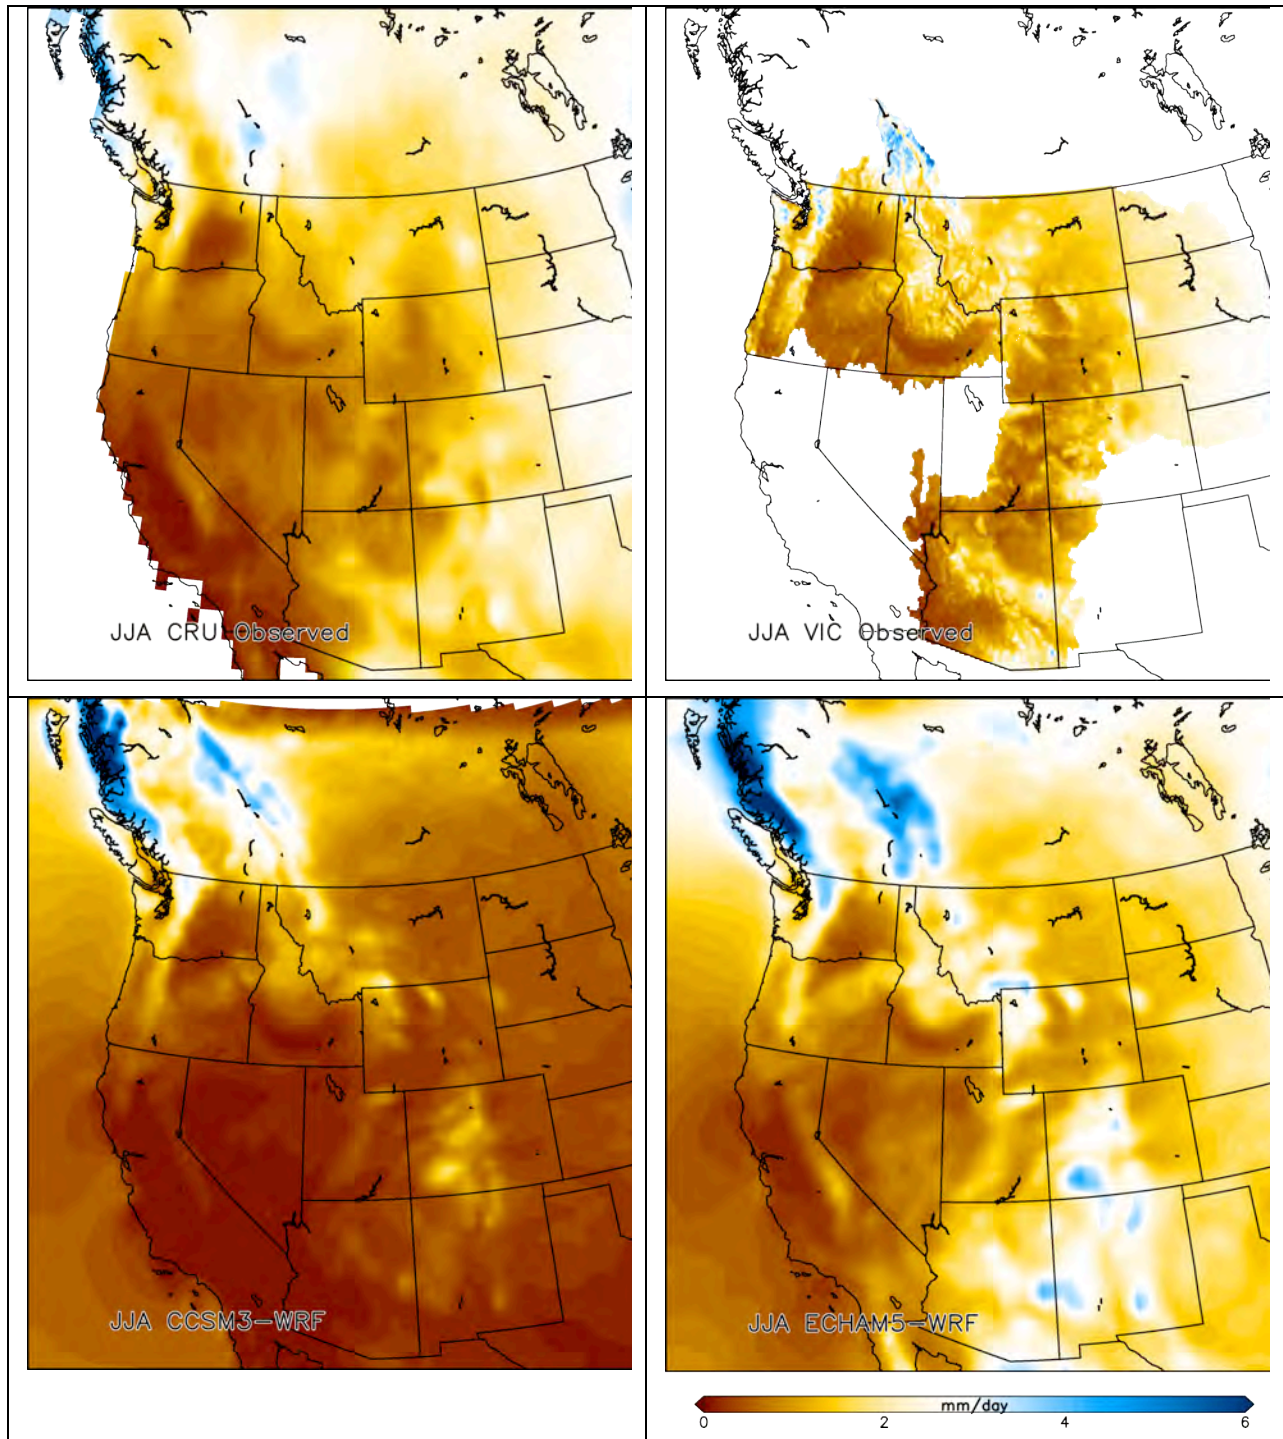 JJA CRU Observed
JJA VIC Observed
JJA CCSM3-WRF
JJA ECHAM5-WRF
mm/day
0 2 4 6